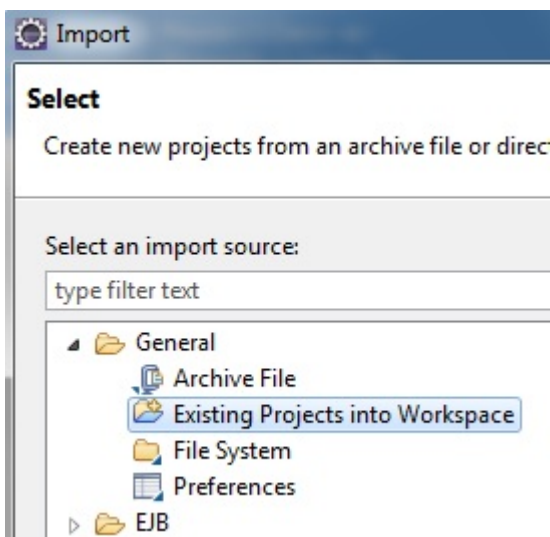 Import
Select
Create new projects from an archive file or direc
Select an import source:
type filter text
General
Archive File
Existing Projects into Workspace
File System
Preferences
EJB